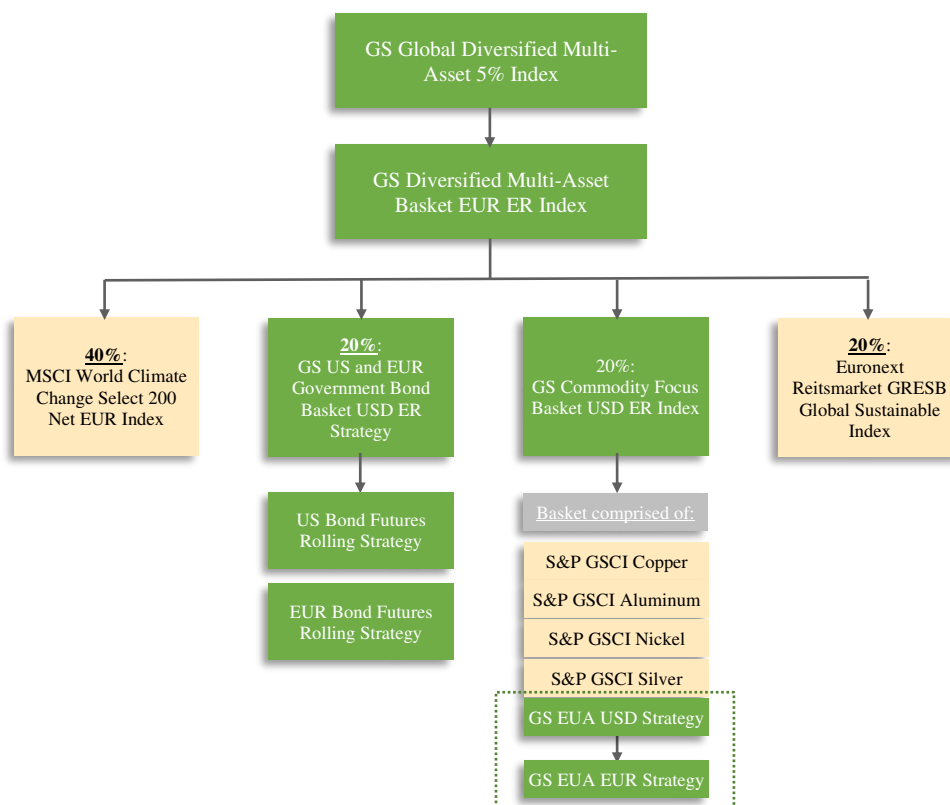 GS Global Diversified Multi-
Asset 5% Index
GS Diversified Multi-Asset
Basket EUR ER Index
40%:
MSCI World Climate
Change Select 200
Net EUR Index
20%:
GS US and EUR
Government Bond
Basket USD ER
Strategy
20%:
GS Commodity Focus
Basket USD ER Index
20%:
Euronext
Reitsmarket GRESB
Global Sustainable
Index
US Bond Futures
Rolling Strategy
EUR Bond Futures
Rolling Strategy
Basket comprised of:
S&P GSCI Copper
S&P GSCI Aluminum
S&P GSCI Nickel
S&P GSCI Silver
GS EUA USD Strategy
GS EUA EUR Strategy